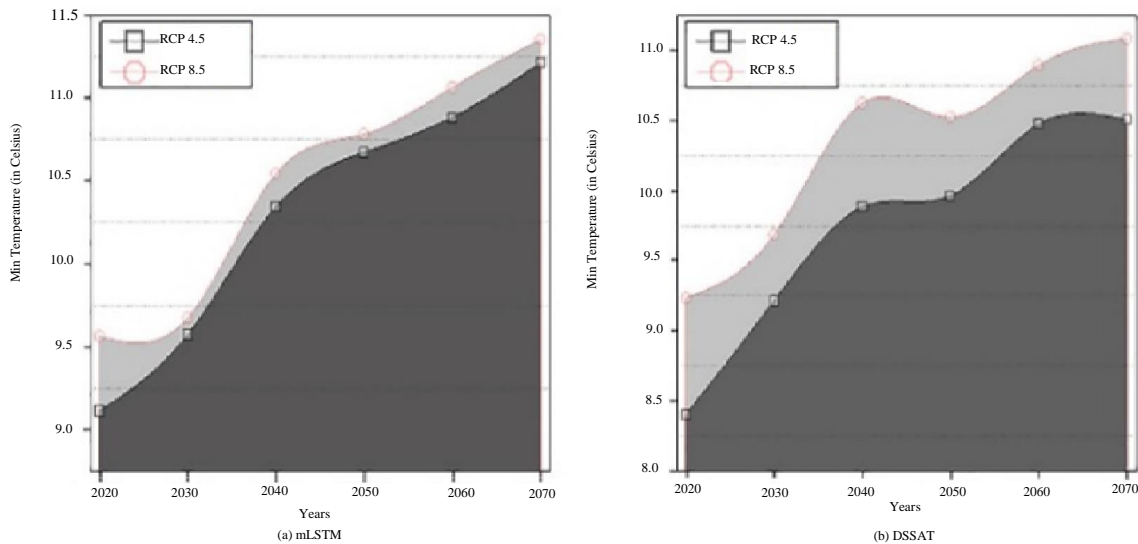 11.5
RCP 4.5
RCP 8.5
11.0
10.5
10.0
9.5
9.0
Min Temperature (in Celsius)
2020 2030 2040 2050 2060 2070
Years
(a) mLSTM
RCP 4.5
RCP 8.5
11.0
10.5
10.0
9.5
9.0
8.5
8.0
Min Temperature (in Celsius)
2020 2030 2040 2050 2060 2070
Years
(b) DSSAT